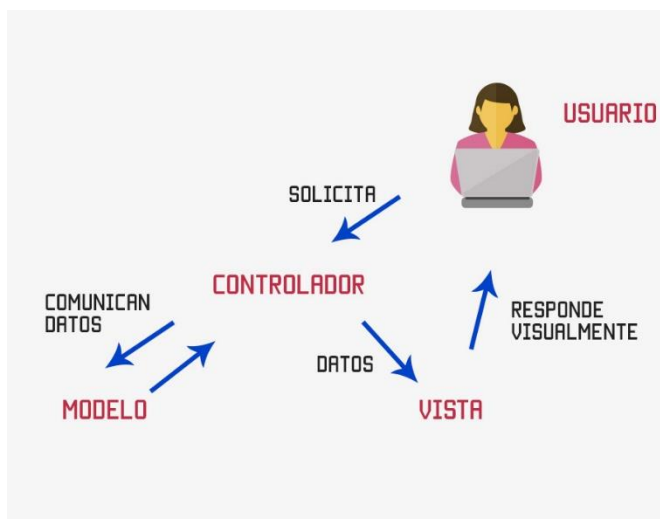 USUARIO
SOLICITA
CONTROLADOR
COMUNICAN
DATOS
RESPONDE
VISUALMENTE
DATOS
MODELO
VISTA